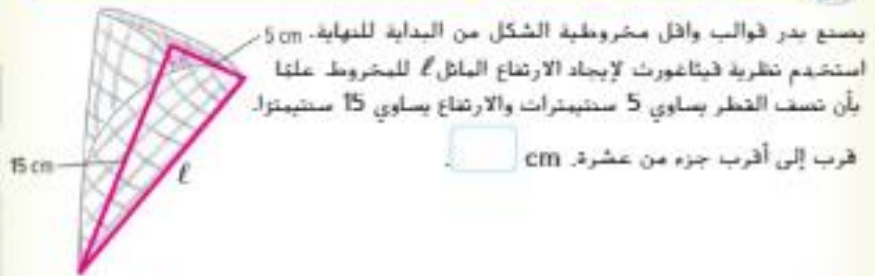 يصنع بدر قوالب وافل مخروطية الشكل من البداية للنهاية.
استخدم نظرية فيثاغورث لإيجاد الارتفاع المائل ℓ للمخروط علمًا
بأن نصف القطر يساوي 5 سنتيمترات والارتفاع يساوي 15 سنتيمترًا.
قرب إلى أقرب جزء من عشرة. cm .
5 cm
15 cm
ℓ